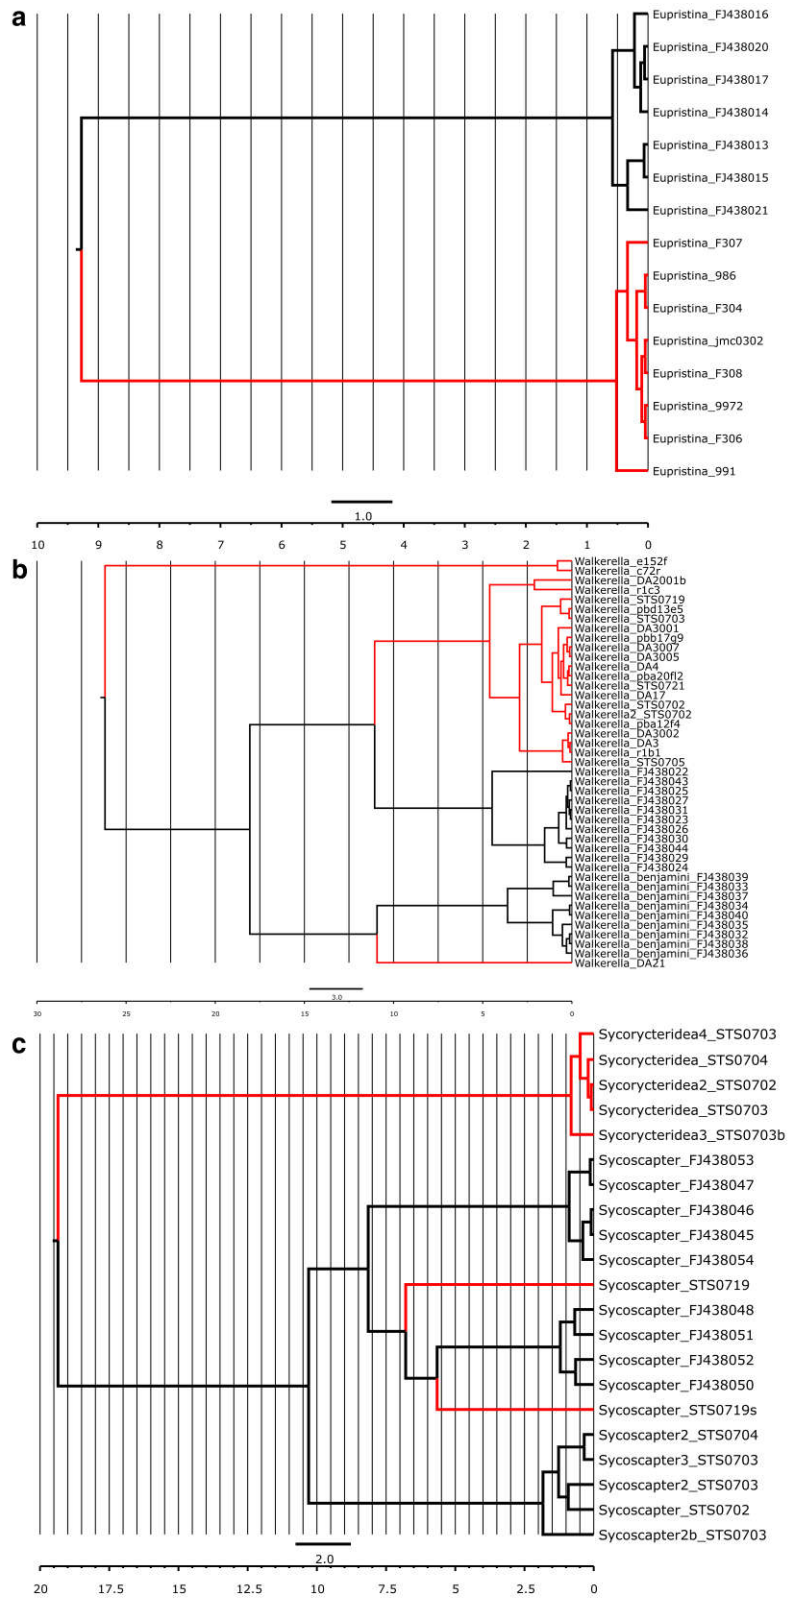 a
Eupristina_FJ438016
Eupristina_FJ438020
Eupristina_FJ438017
Eupristina_FJ438014
Eupristina_FJ438013
Eupristina_FJ438015
Eupristina_FJ438021
Eupristina_F307
Eupristina_986
Eupristina_F304
Eupristina_jmc0302
Eupristina_F308
Eupristina_9972
Eupristina_F306
Eupristina_991
1.0
10 9 8 7 6 5 4 3 2 1 0
b
Walkerella_e152f
Walkerella_c72r
Walkerella_DA2001b
Walkerella_r1c3
Walkerella_STS0719
Walkerella_pbd13e5
Walkerella_STS0703
Walkerella_DA3001
Walkerella_pbb17g9
Walkerella_DA3007
Walkerella_DA3005
Walkerella_DA4
Walkerella_pba20fl2
Walkerella_STS0721
Walkerella_DA17
Walkerella_STS0702
Walkerella2_STS0702
Walkerella_pba12f4
Walkerella_DA3002
Walkerella_DA3
Walkerella_r1b1
Walkerella_STS0705
Walkerella_FJ438022
Walkerella_FJ438043
Walkerella_FJ438025
Walkerella_FJ438027
Walkerella_FJ438031
Walkerella_FJ438023
Walkerella_FJ438026
Walkerella_FJ438030
Walkerella_FJ438044
Walkerella_FJ438029
Walkerella_FJ438024
Walkerella_benjamini_FJ438039
Walkerella_benjamini_FJ438033
Walkerella_benjamini_FJ438037
Walkerella_benjamini_FJ438034
Walkerella_benjamini_FJ438040
Walkerella_benjamini_FJ438035
Walkerella_benjamini_FJ438032
Walkerella_benjamini_FJ438038
Walkerella_benjamini_FJ438036
Walkerella_DA21
3.0
30 25 20 15 10 5 0
c
Sycorycteridea4_STS0703
Sycorycteridea_STS0704
Sycorycteridea2_STS0702
Sycorycteridea_STS0703
Sycorycteridea3_STS0703b
Sycoscapter_FJ438053
Sycoscapter_FJ438047
Sycoscapter_FJ438046
Sycoscapter_FJ438045
Sycoscapter_FJ438054
Sycoscapter_STS0719
Sycoscapter_FJ438048
Sycoscapter_FJ438051
Sycoscapter_FJ438052
Sycoscapter_FJ438050
Sycoscapter_STS0719s
Sycoscapter2_STS0704
Sycoscapter3_STS0703
Sycoscapter2_STS0703
Sycoscapter_STS0702
Sycoscapter2b_STS0703
2.0
20 17.5 15 12.5 10 7.5 5 2.5 0